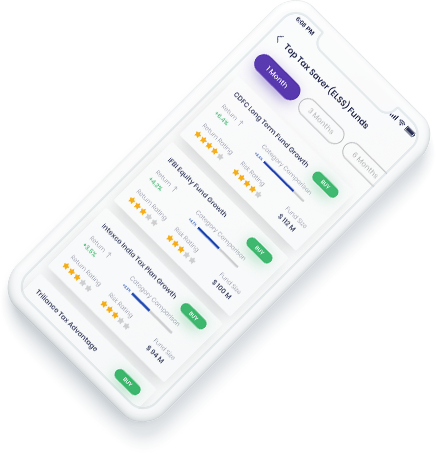 6:08 PM
Top Tax Saver (ELSS) Funds
1 Month
3 Months
6 Months
CDFC Long Term Fund Growth
BUY
Return
+6.4%
Category Comparison
Return Rating
Risk Rating
Fund Size
$ 112 M
IFBI Equity Fund Growth
BUY
Return
+4.2%
Category Comparison
Return Rating
Risk Rating
Fund Size
$ 100 M
Intexco India Tax Plan Growth
BUY
Return
+3.5%
Category Comparison
Return Rating
Risk Rating
Fund Size
$ 94 M
Trillance Tax Advantage
BUY